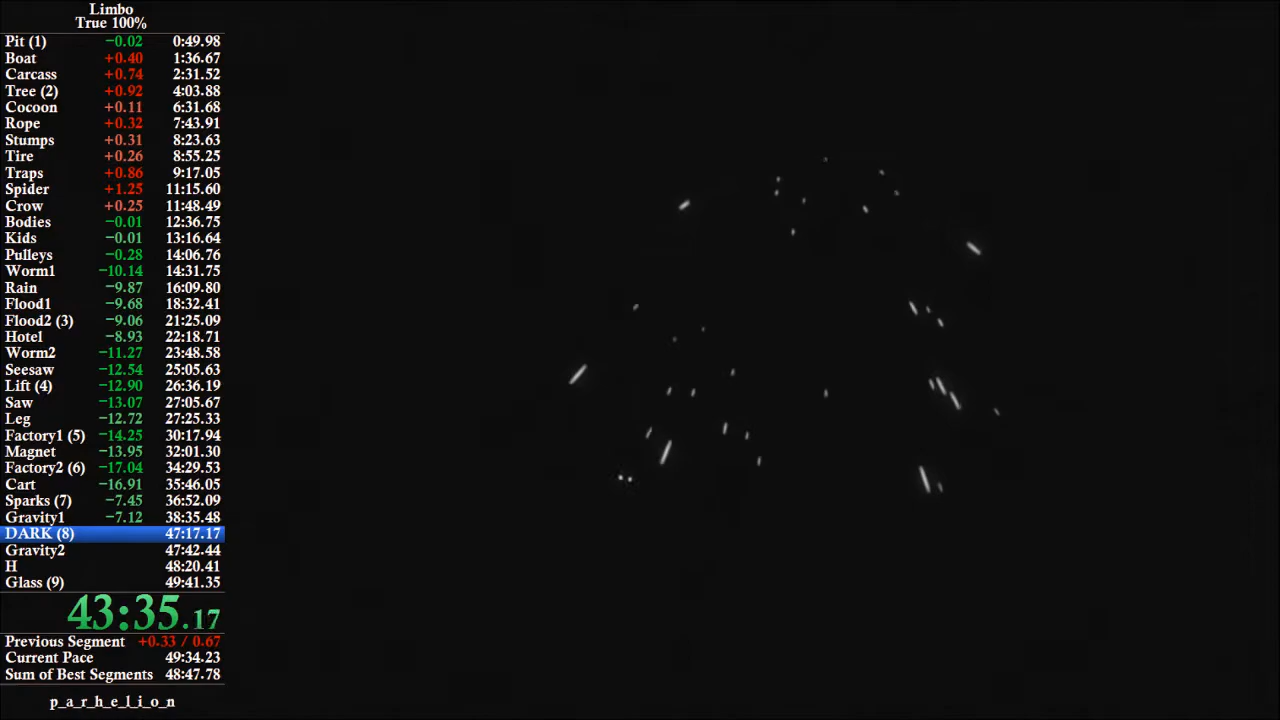 Limbo
True 100%
Pit (1) −0.02 0:49.98
Boat +0.40 1:36.67
Carcass +0.74 2:31.52
Tree (2) +0.92 4:03.88
Cocoon +0.11 6:31.68
Rope +0.32 7:43.91
Stumps +0.31 8:23.63
Tire +0.26 8:55.25
Traps +0.86 9:17.05
Spider +1.25 11:15.60
Crow +0.25 11:48.49
Bodies −0.01 12:36.75
Kids −0.01 13:16.64
Pulleys −0.28 14:06.76
Worm1 −10.14 14:31.75
Rain −9.87 16:09.80
Flood1 −9.68 18:32.41
Flood2 (3) −9.06 21:25.09
Hotel −8.93 22:18.71
Worm2 −11.27 23:48.58
Seesaw −12.54 25:05.63
Lift (4) −12.90 26:36.19
Saw −13.07 27:05.67
Leg −12.72 27:25.33
Factory1 (5) −14.25 30:17.94
Magnet −13.95 32:01.30
Factory2 (6) −17.04 34:29.53
Cart −16.91 35:46.05
Sparks (7) −7.45 36:52.09
Gravity1 −7.12 38:35.48
DARK (8) 47:17.17
Gravity2 47:42.44
H 48:20.41
Glass (9) 49:41.35
43:35.17
Previous Segment +0.33 / 0.67
Current Pace 49:34.23
Sum of Best Segments 48:47.78
p_a_r_h_e_l_i_o_n